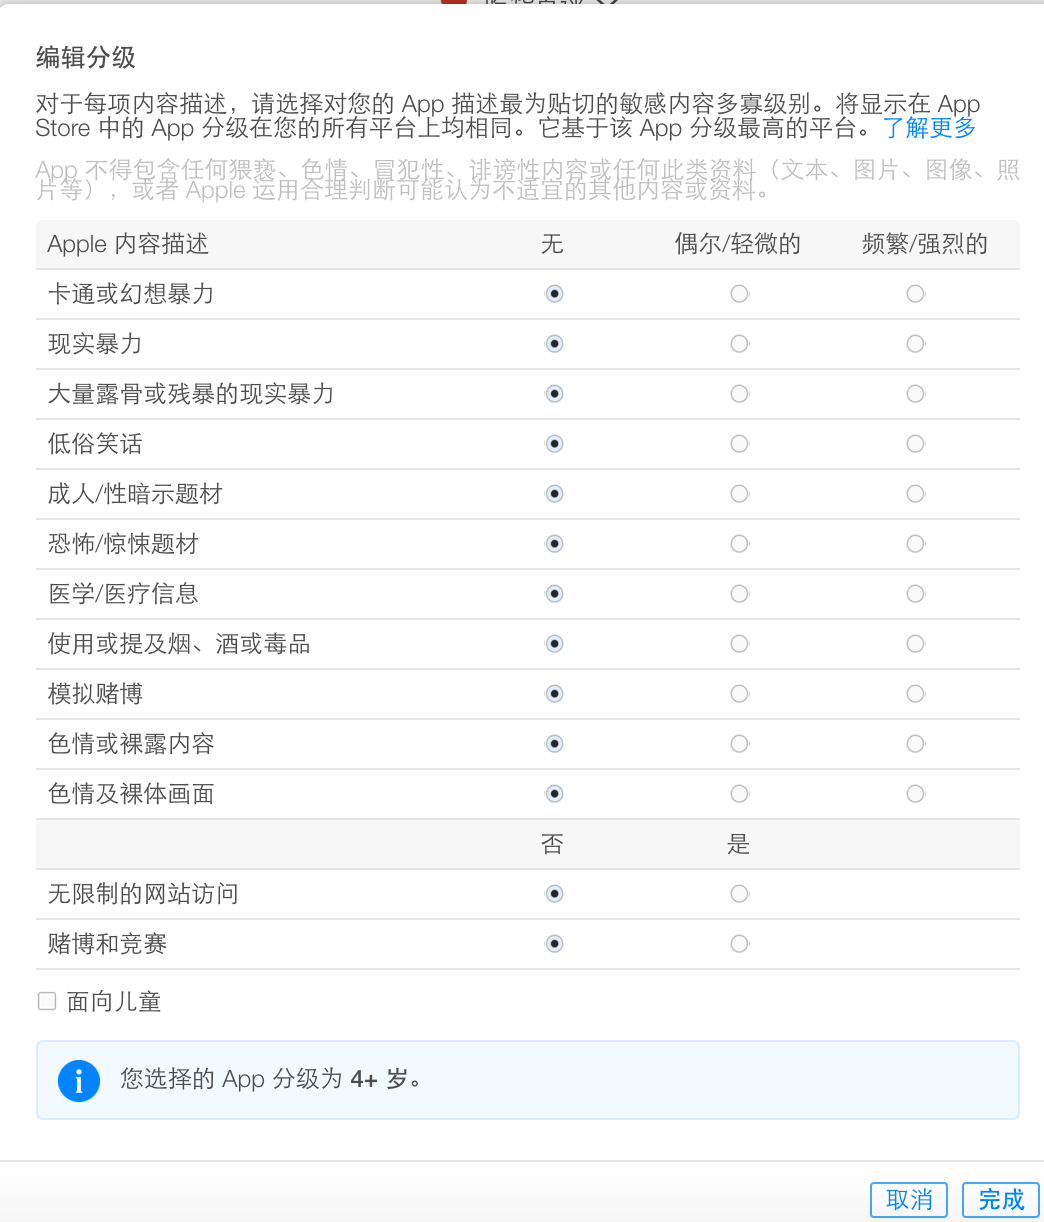 编辑分级
对于每项内容描述，请选择对您的 App 描述最为贴切的敏感内容多寡级别。将显示在 App
Store 中的 App 分级在您的所有平台上均相同。它基于该 App 分级最高的平台。了解更多
App 不得包含任何猥亵、色情、冒犯性、诽谤性内容或任何此类资料（文本、图片、图像、照
片等），或者 Apple 运用合理判断可能认为不适宜的其他内容或资料。
Apple 内容描述 无 偶尔/轻微的 频繁/强烈的
卡通或幻想暴力
现实暴力
大量露骨或残暴的现实暴力
低俗笑话
成人/性暗示题材
恐怖/惊悚题材
医学/医疗信息
使用或提及烟、酒或毒品
模拟赌博
色情或裸露内容
色情及裸体画面
否 是
无限制的网站访问
赌博和竞赛
面向儿童
您选择的 App 分级为 4+ 岁。
取消 完成